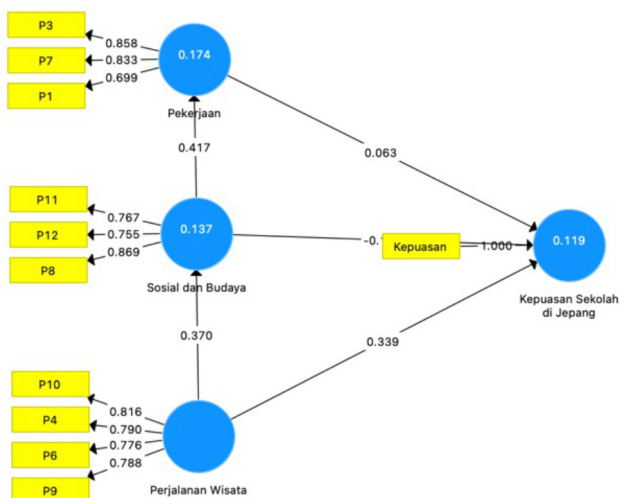 P3
0.858
0.174
P7
0.833
P1
0.699
Pekerjaan
0.417
0.063
P11
0.767
0.137
P12
0.755
P8
0.869
Sosial dan Budaya
Kepuasan
1.000
0.119
Kepuasan Sekolah
di Jepang
0.370
0.339
P10
0.816
P4
0.790
P6
0.776
P9
0.788
Perjalanan Wisata